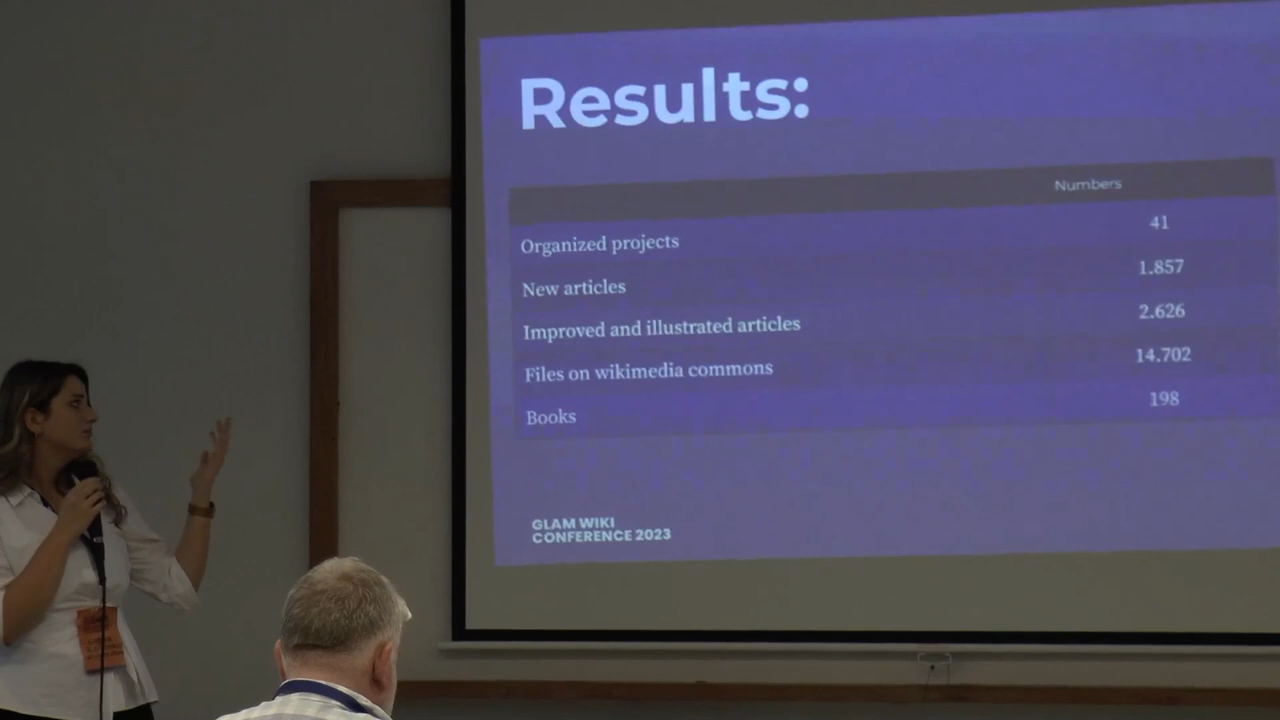 Results:
Numbers
Organized projects 41
New articles 1.857
Improved and illustrated articles 2.626
Files on wikimedia commons 14.702
Books 198
GLAM WIKI
CONFERENCE 2023